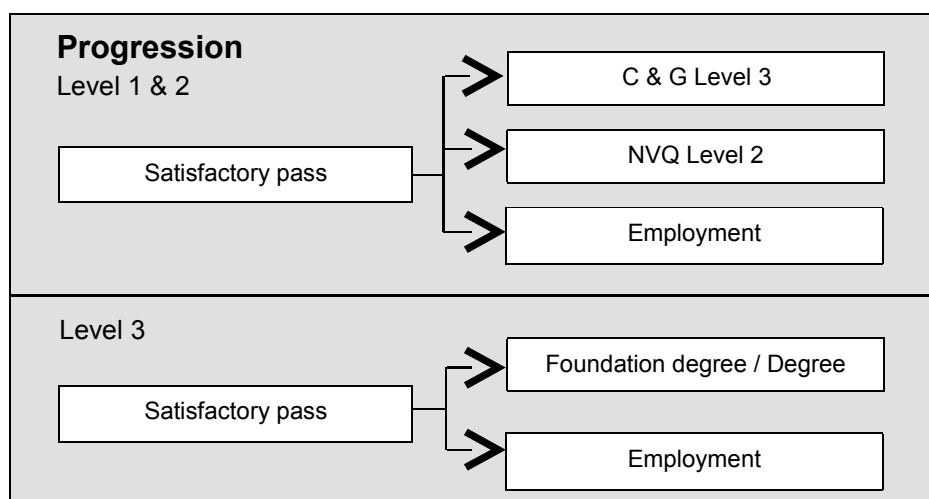 Progression
Level 1 & 2
Satisfactory pass
C & G Level 3
NVQ Level 2
Employment
Level 3
Satisfactory pass
Foundation degree / Degree
Employment